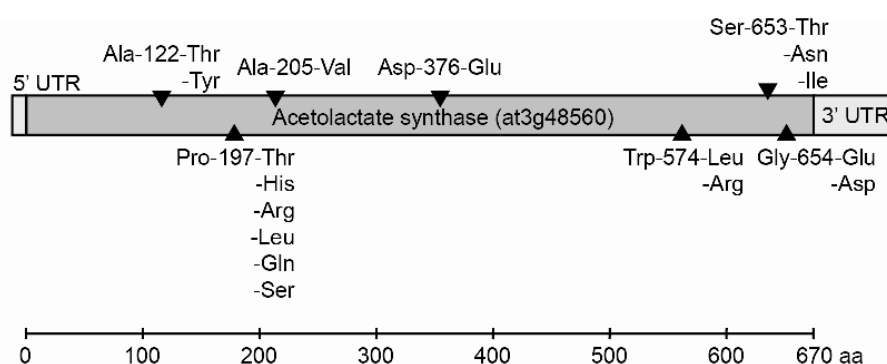 Ser-653-Thr
-Asn
-Ile
Ala-122-Thr
-Tyr
Ala-205-Val
Asp-376-Glu
5' UTR
Acetolactate synthase (at3g48560)
3' UTR
Pro-197-Thr
-His
-Arg
-Leu
-Gln
-Ser
Trp-574-Leu
-Arg
Gly-654-Glu
-Asp
0 100 200 300 400 500 600 670 aa